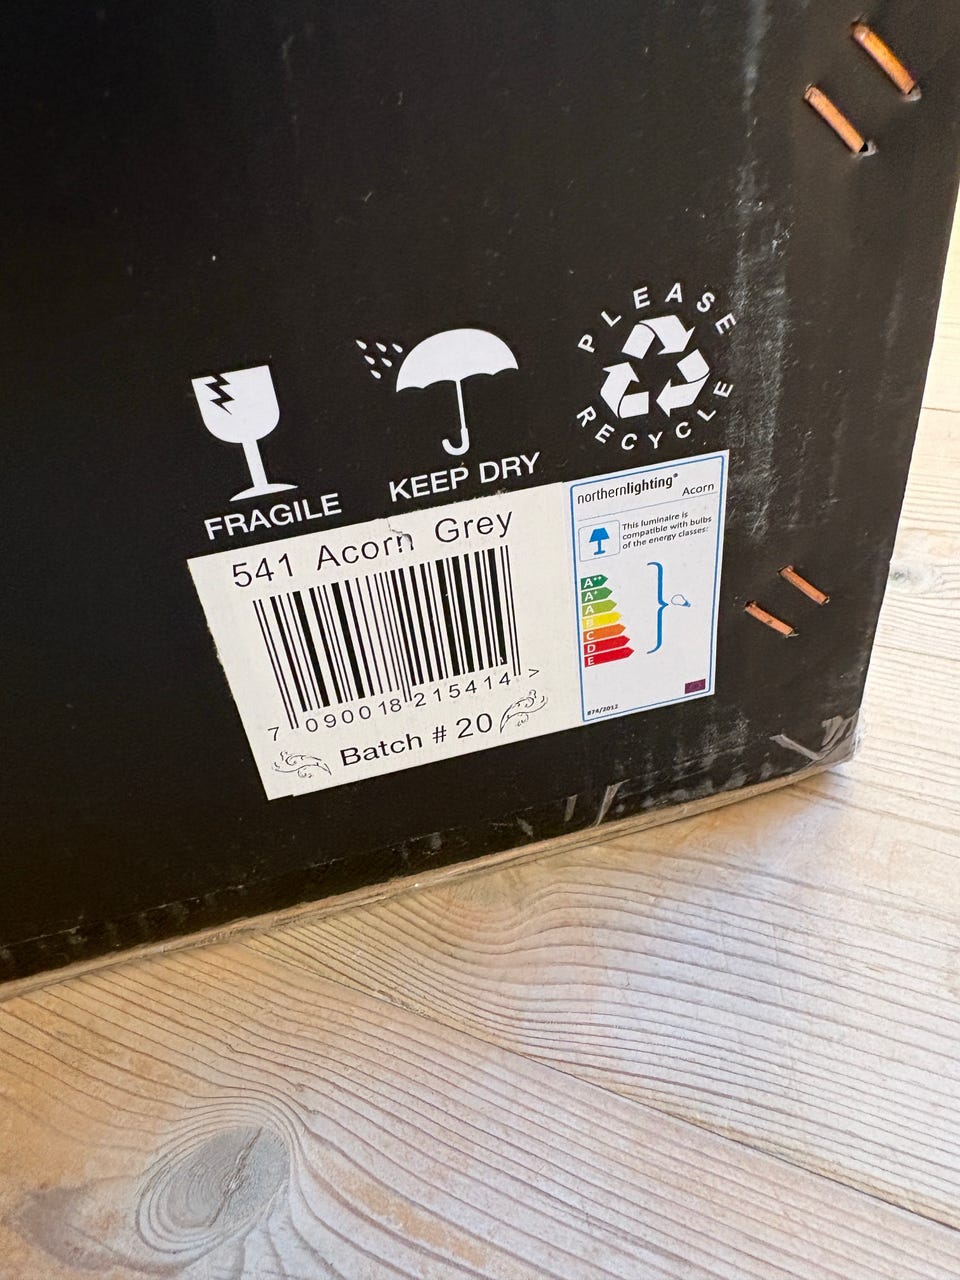 PLEASE
RECYCLE
FRAGILE
KEEP DRY
541 Acorn Grey
7 090018 215414 >
Batch # 20
northernlighting®
Acorn
This luminaire is
compatible with bulbs
of the energy classes:
A++
A+
A
B
C
D
E
874/2012